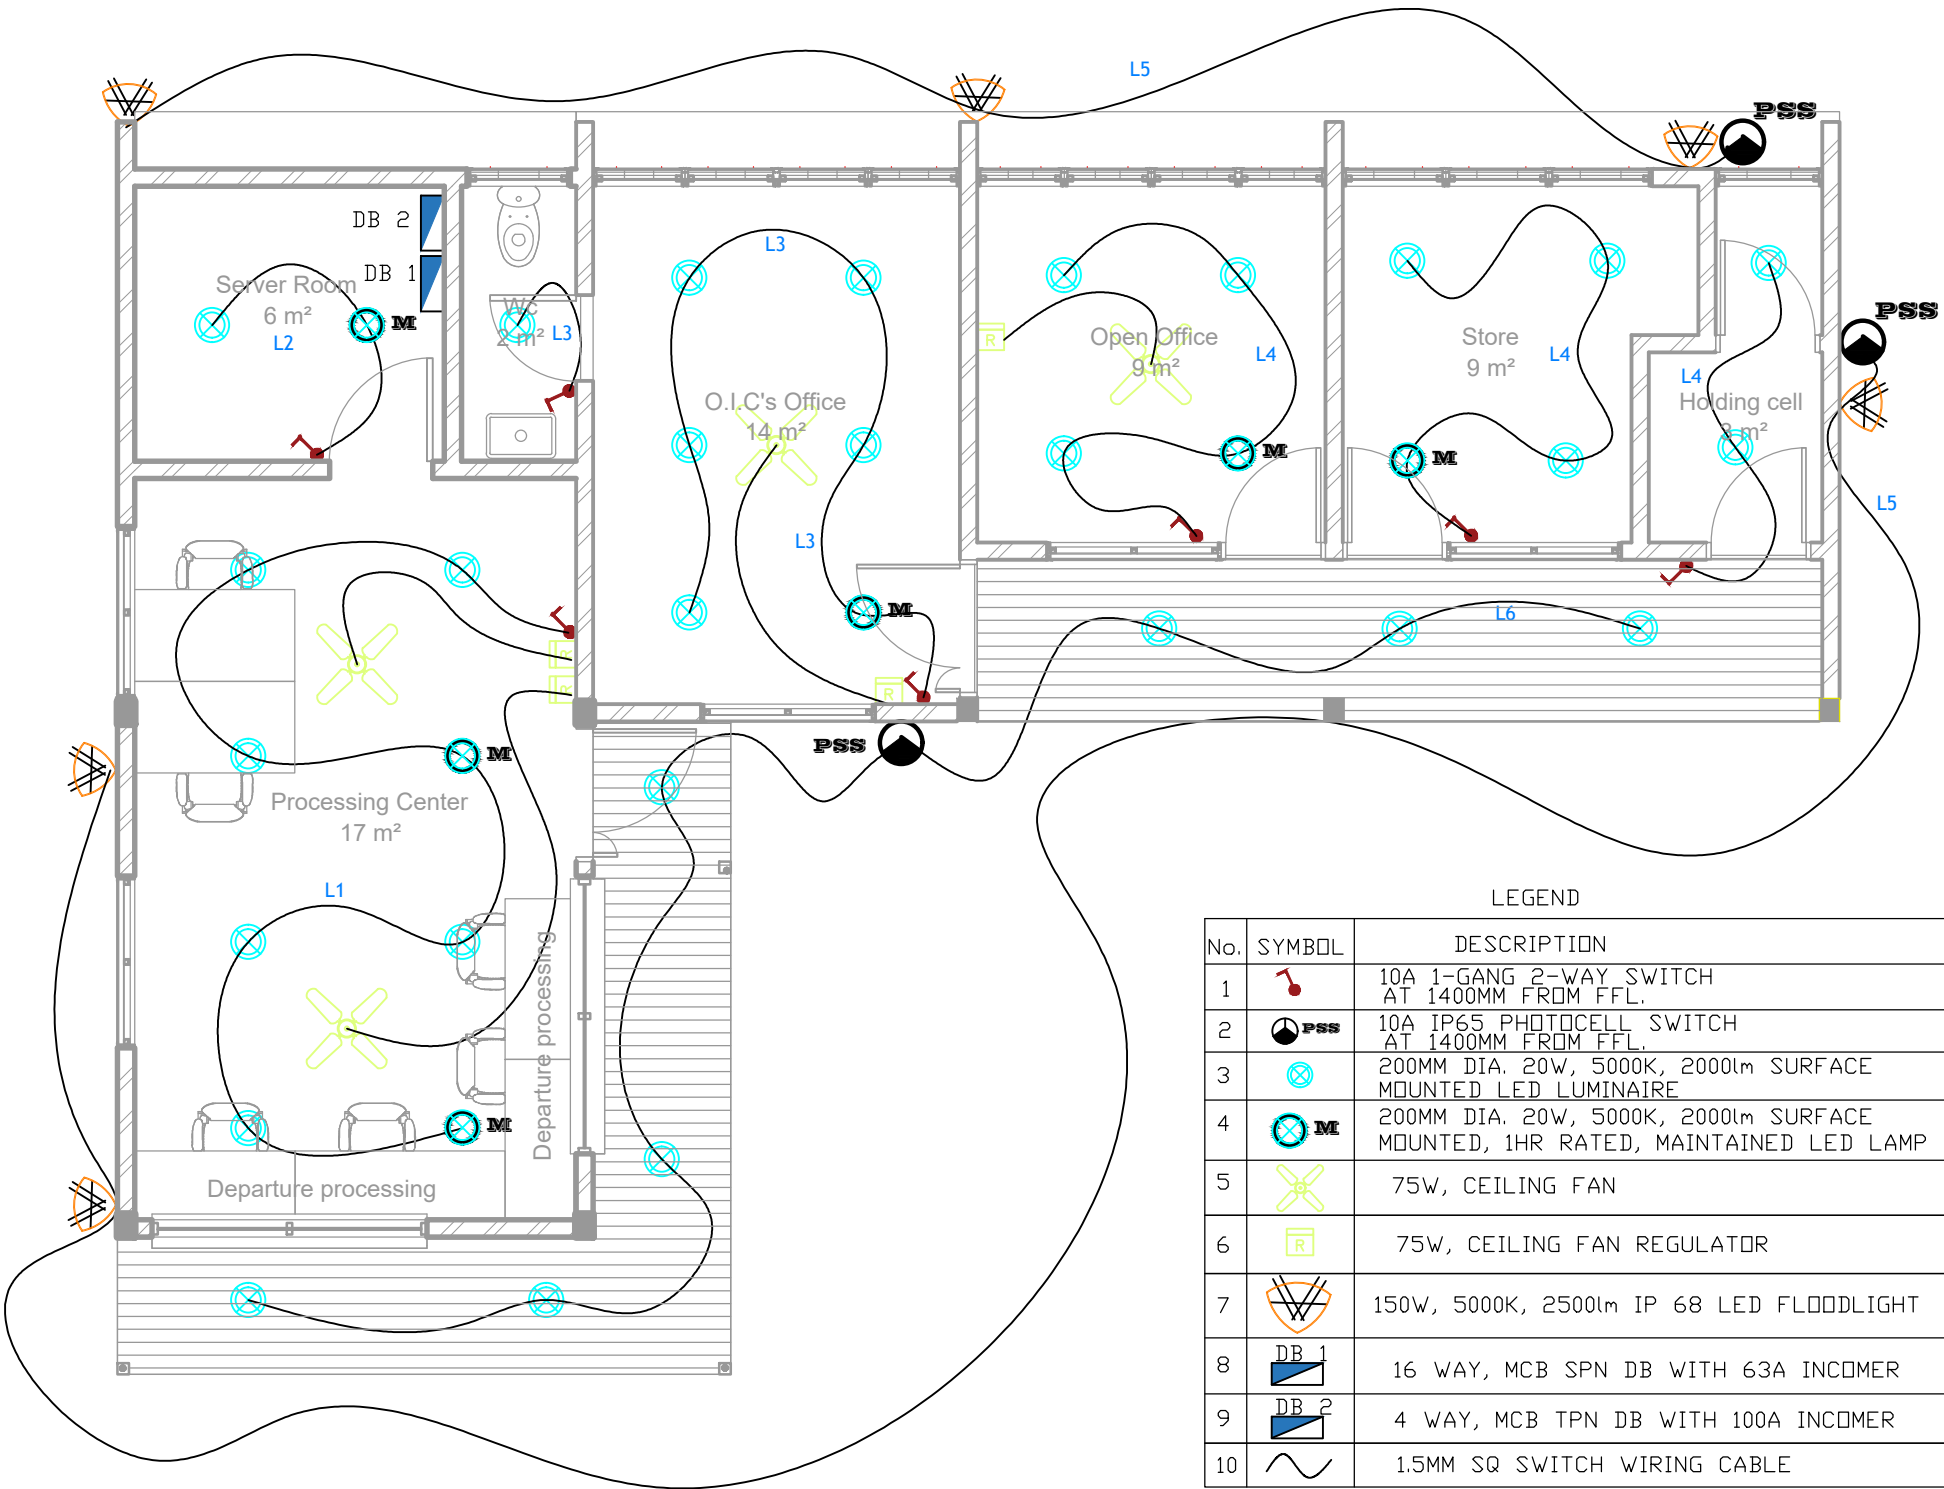 L5
PSS
DB 2
DB 1
Server Room
6 m²
L2
M
Wc
2 m²
L3
L3
O.I.C's Office
14 m²
L3
M
R
R
Open Office
9 m²
L4
M
Store
9 m²
L4
M
L4
Holding cell
3 m²
PSS
L5
L6
R
R
PSS
M
Processing Center
17 m²
L1
M
Departure processing
Departure processing
LEGEND
No. SYMBOL DESCRIPTION
1 10A 1-GANG 2-WAY SWITCH
AT 1400MM FROM FFL.
2 PSS 10A IP65 PHOTOCELL SWITCH
AT 1400MM FROM FFL.
3 200MM DIA. 20W, 5000K, 2000lm SURFACE
MOUNTED LED LUMINAIRE
4 M 200MM DIA. 20W, 5000K, 2000lm SURFACE
MOUNTED, 1HR RATED, MAINTAINED LED LAMP
5 75W, CEILING FAN
6 R 75W, CEILING FAN REGULATOR
7 150W, 5000K, 2500lm IP 68 LED FLOODLIGHT
8 DB 1 16 WAY, MCB SPN DB WITH 63A INCOMER
9 DB 2 4 WAY, MCB TPN DB WITH 100A INCOMER
10 1.5MM SQ SWITCH WIRING CABLE